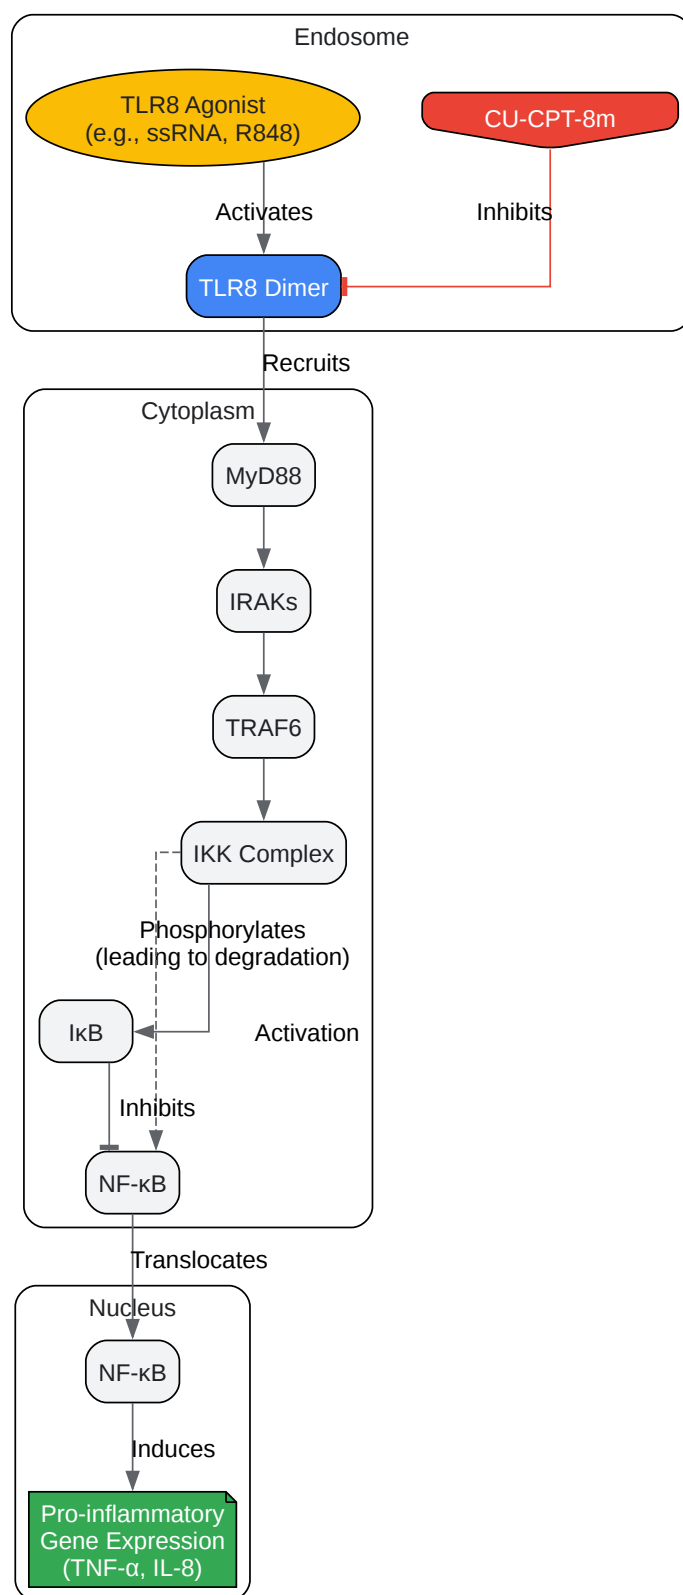 Endosome
TLR8 Agonist
(e.g., ssRNA, R848)
CU-CPT-8m
Activates
Inhibits
TLR8 Dimer
Recruits
Cytoplasm
MyD88
IRAKs
TRAF6
IKK Complex
Phosphorylates
(leading to degradation)
IκB
Activation
Inhibits
NF-κB
Translocates
Nucleus
NF-κB
Induces
Pro-inflammatory
Gene Expression
(TNF-α, IL-8)